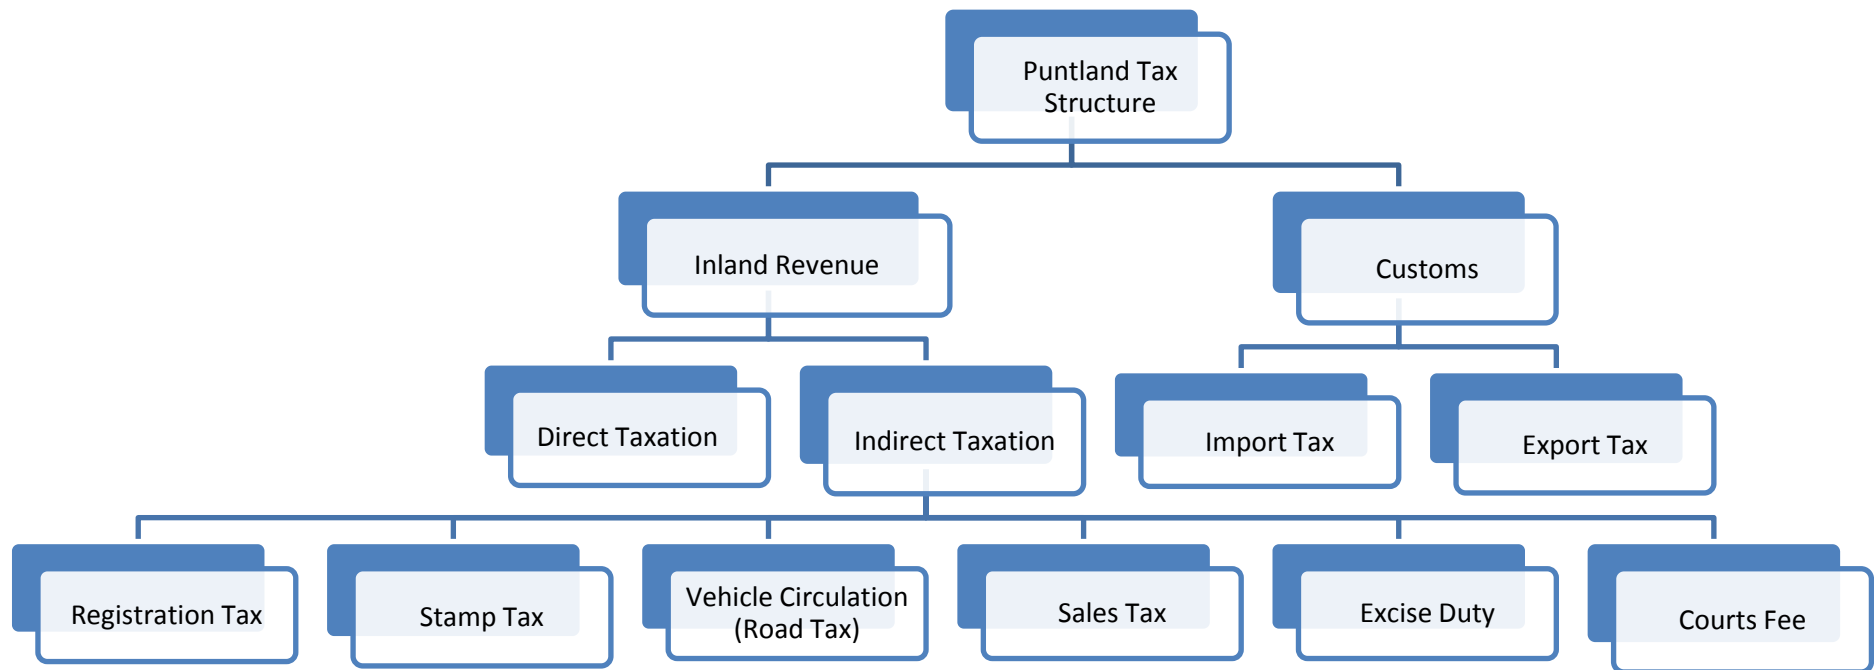 Puntland Tax
Structure
Inland Revenue
Customs
Direct Taxation
Indirect Taxation
Import Tax
Export Tax
Registration Tax
Stamp Tax
Vehicle Circulation
(Road Tax)
Sales Tax
Excise Duty
Courts Fee